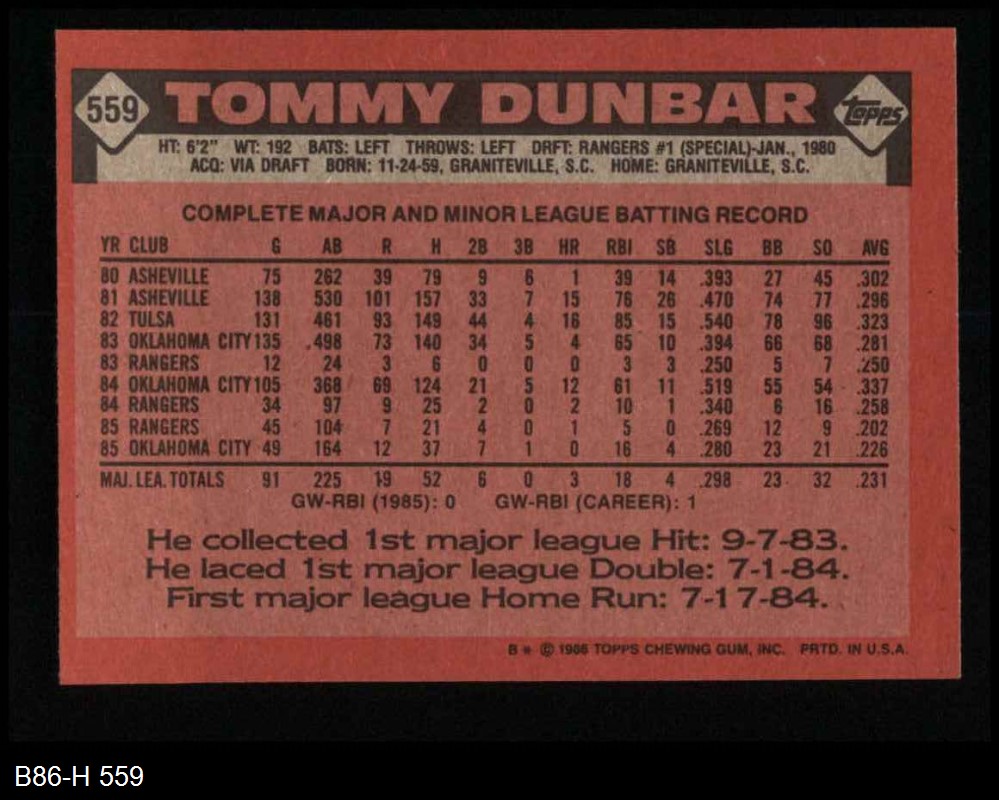 559 TOMMY DUNBAR topps
HT: 6'2" WT: 192 BATS: LEFT THROWS: LEFT DRFT: RANGERS #1 (SPECIAL)-JAN., 1980
ACQ: VIA DRAFT BORN: 11-24-59, GRANITEVILLE, S.C. HOME: GRANITEVILLE, S.C.
COMPLETE MAJOR AND MINOR LEAGUE BATTING RECORD
YR CLUB G AB R H 2B 3B HR RBI SB SLG BB SO AVG
80 ASHEVILLE 75 262 39 79 9 6 1 39 14 .393 27 45 .302
81 ASHEVILLE 138 530 101 157 33 7 15 76 26 .470 74 77 .296
82 TULSA 131 461 93 149 44 4 16 85 15 .540 78 96 .323
83 OKLAHOMA CITY 135 498 73 140 34 5 4 65 10 .394 66 68 .281
83 RANGERS 12 24 3 6 0 0 0 3 3 .250 5 7 .250
84 OKLAHOMA CITY 105 368 69 124 21 5 12 61 11 .519 55 54 .337
84 RANGERS 34 97 9 25 2 0 2 10 1 .340 6 16 .258
85 RANGERS 45 104 7 21 4 0 1 5 0 .269 12 9 .202
85 OKLAHOMA CITY 49 164 12 37 7 1 0 16 4 .280 23 21 .226
MAJ. LEA. TOTALS 91 225 19 52 6 0 3 18 4 .298 23 32 .231
GW-RBI (1985): 0 GW-RBI (CAREER): 1
He collected 1st major league Hit: 9-7-83.
He laced 1st major league Double: 7-1-84.
First major league Home Run: 7-17-84.
B * © 1986 TOPPS CHEWING GUM, INC. PRTD. IN U.S.A.
B86-H 559